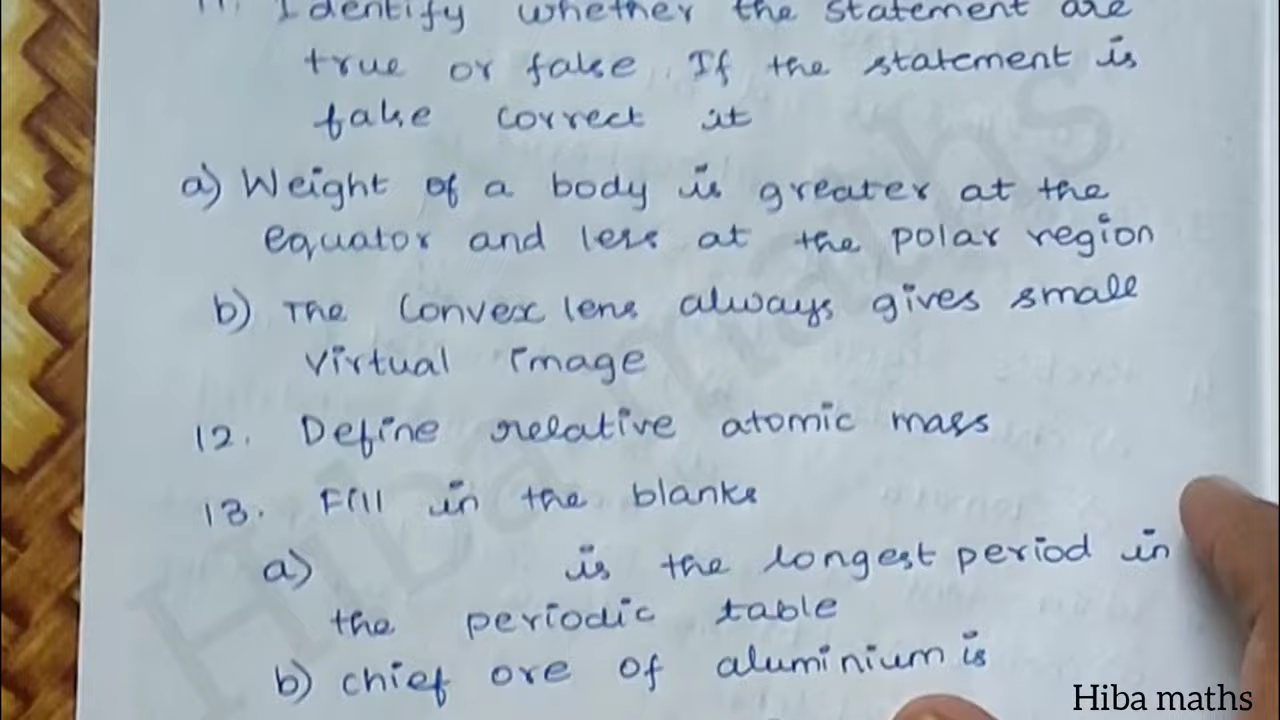 11. Identify whether the statement are
true or false. If the statement is
false correct it
a) Weight of a body is greater at the
equator and less at the polar region
b) The Convex lens always gives small
virtual image
12. Define relative atomic mass
13. Fill in the blanks
a) is the longest period in
the periodic table
b) chief ore of aluminium is
Hiba maths
Hiba maths